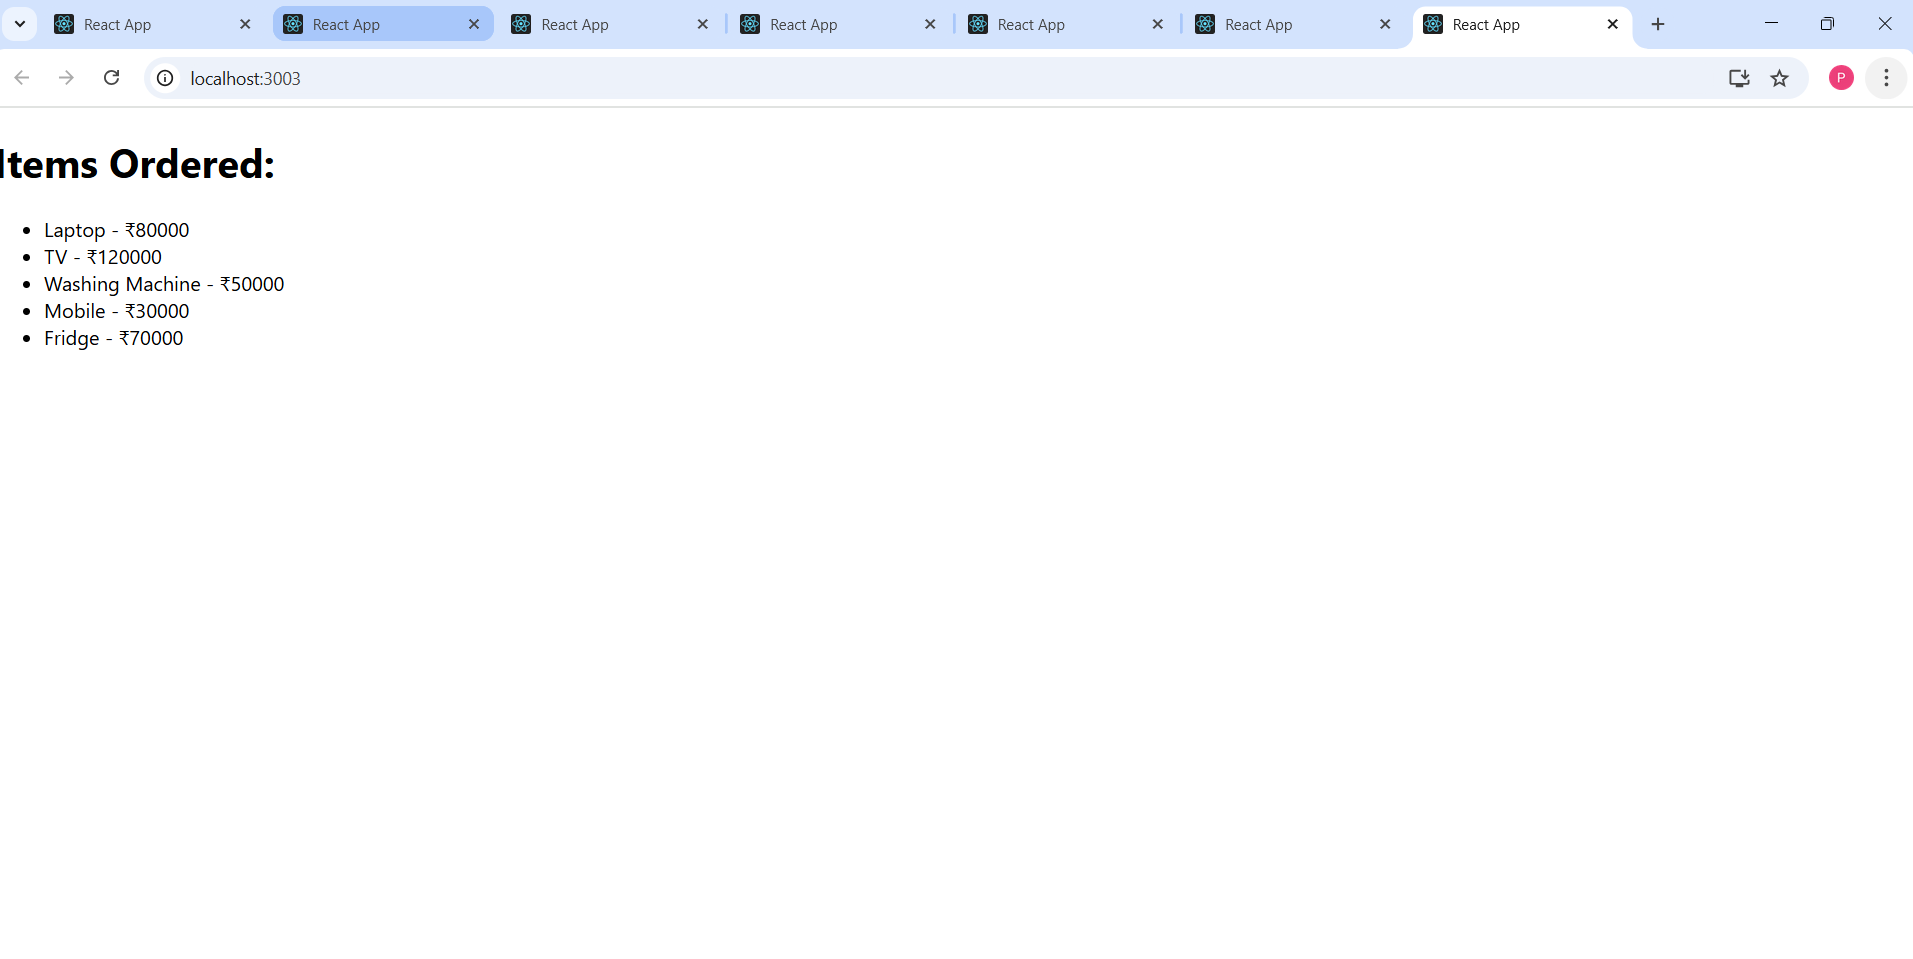 React App React App React App React App React App React App React App
localhost:3003
P
Items Ordered:
Laptop - ₹80000
TV - ₹120000
Washing Machine - ₹50000
Mobile - ₹30000
Fridge - ₹70000